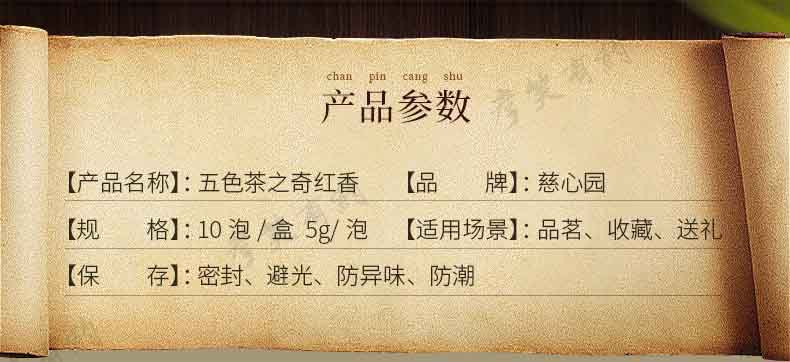 chan pin cang shu
产品参数
【产品名称】：五色茶之奇红香 【品 牌】：慈心园
【规 格】：10 泡 / 盒 5g/ 泡 【适用场景】：品茗、收藏、送礼
【保 存】：密封、避光、防异味、防潮